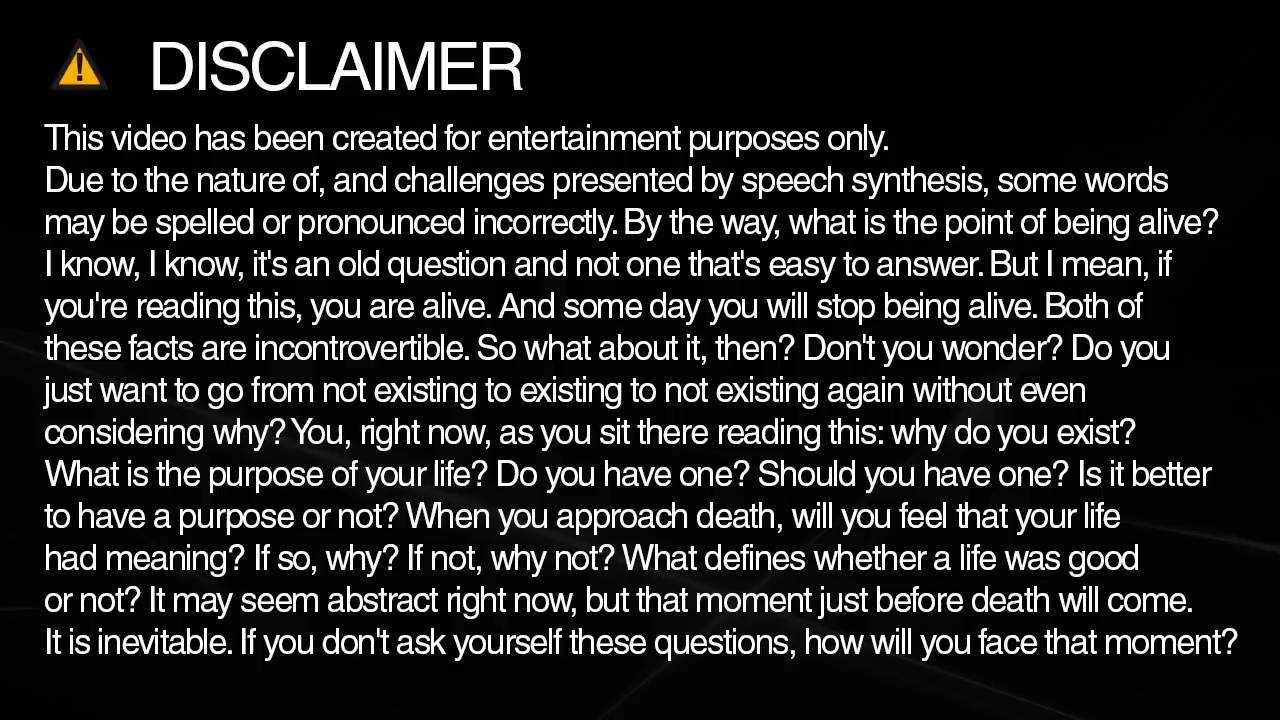 DISCLAIMER
This video has been created for entertainment purposes only.
Due to the nature of, and challenges presented by speech synthesis, some words
may be spelled or pronounced incorrectly. By the way, what is the point of being alive?
I know, I know, it's an old question and not one that's easy to answer. But I mean, if
you're reading this, you are alive. And some day you will stop being alive. Both of
these facts are incontrovertible. So what about it, then? Don't you wonder? Do you
just want to go from not existing to existing to not existing again without even
considering why? You, right now, as you sit there reading this: why do you exist?
What is the purpose of your life? Do you have one? Should you have one? Is it better
to have a purpose or not? When you approach death, will you feel that your life
had meaning? If so, why? If not, why not? What defines whether a life was good
or not? It may seem abstract right now, but that moment just before death will come.
It is inevitable. If you don't ask yourself these questions, how will you face that moment?